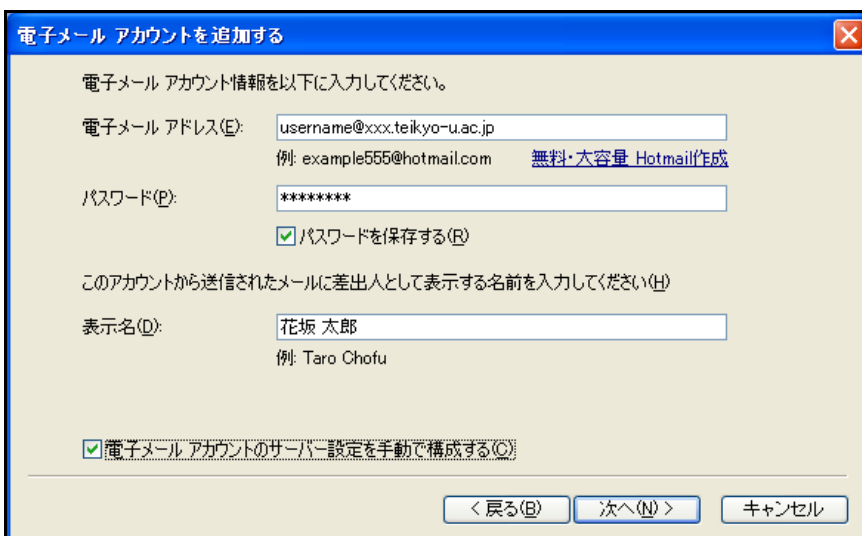 電子メール アカウントを追加する
電子メール アカウント情報を以下に入力してください。
電子メール アドレス(E): username@xxx.teikyo-u.ac.jp
例: example555@hotmail.com 無料・大容量 Hotmail作成
パスワード(P): ********
パスワードを保存する(R)
このアカウントから送信されたメールに差出人として表示する名前を入力してください(H)
表示名(D): 花坂 太郎
例: Taro Chofu
電子メール アカウントのサーバー設定を手動で構成する(C)
< 戻る(B) 次へ(N) > キャンセル